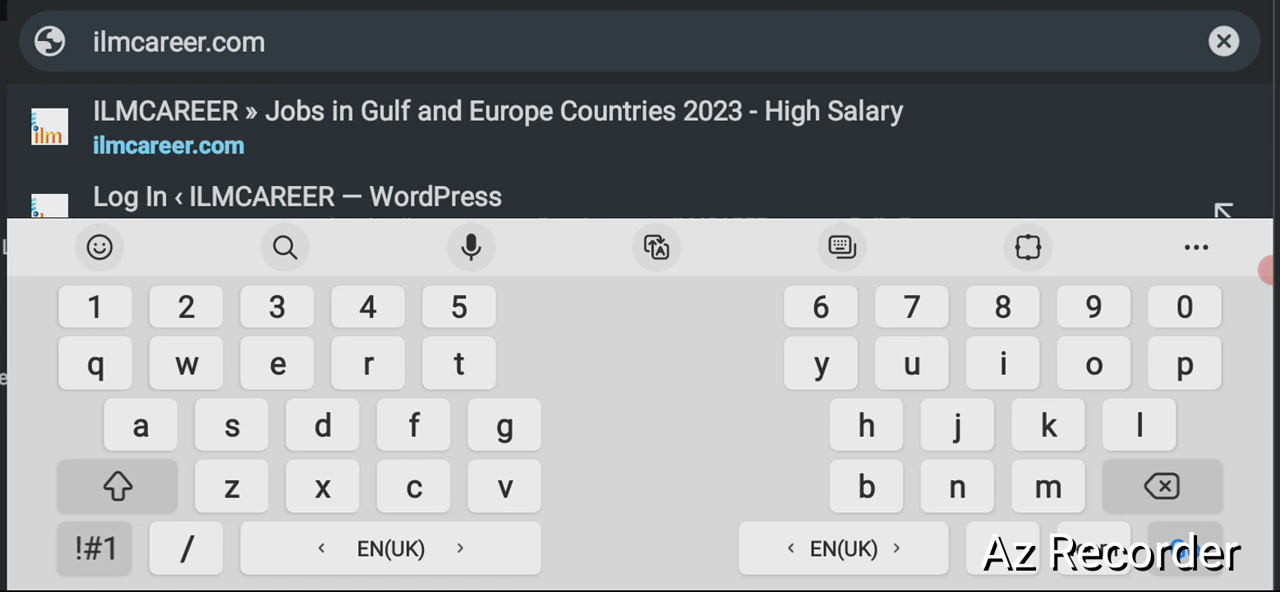 ilmcareer.com
ILMCAREER » Jobs in Gulf and Europe Countries 2023 - High Salary
ilm
ilmcareer.com
Log In ‹ ILMCAREER — WordPress
1 2 3 4 5 6 7 8 9 0
q w e r t y u i o p
a s d f g h j k l
z x c v b n m
!#1 / ‹ EN(UK) › ‹ EN(UK) ›
Az Recorder